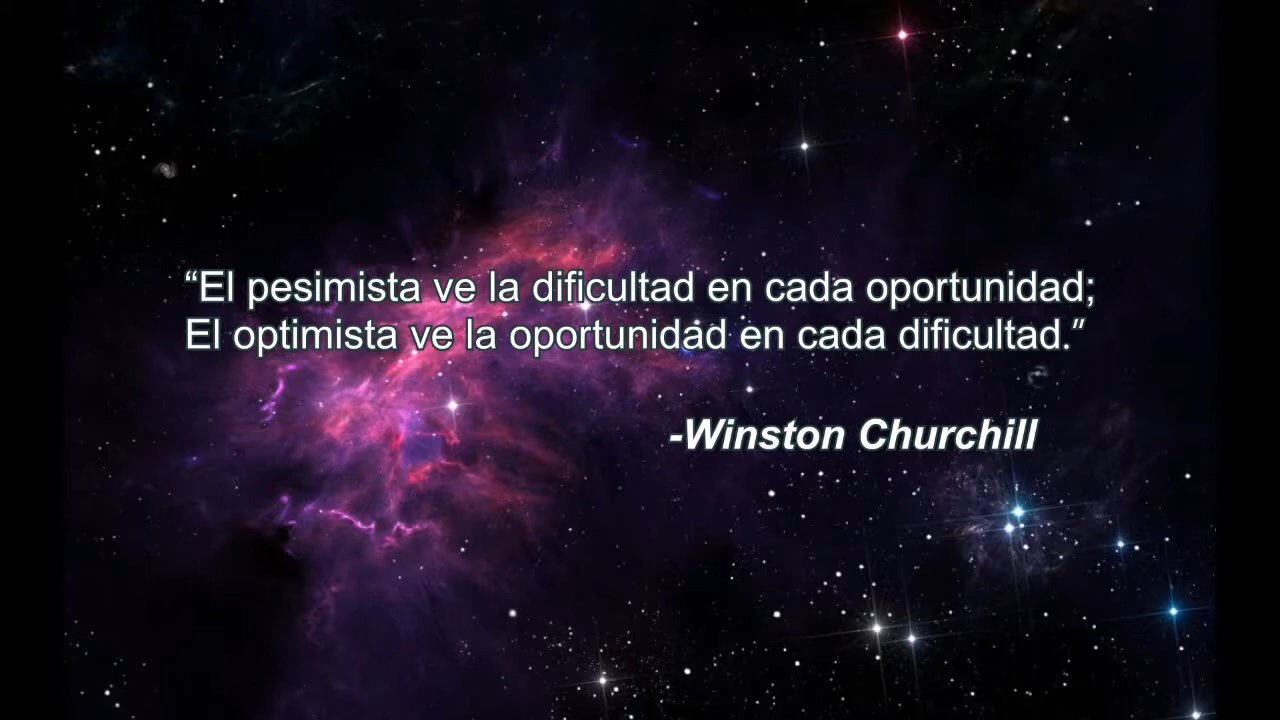 “El pesimista ve la dificultad en cada oportunidad;
El optimista ve la oportunidad en cada dificultad.”
-Winston Churchill